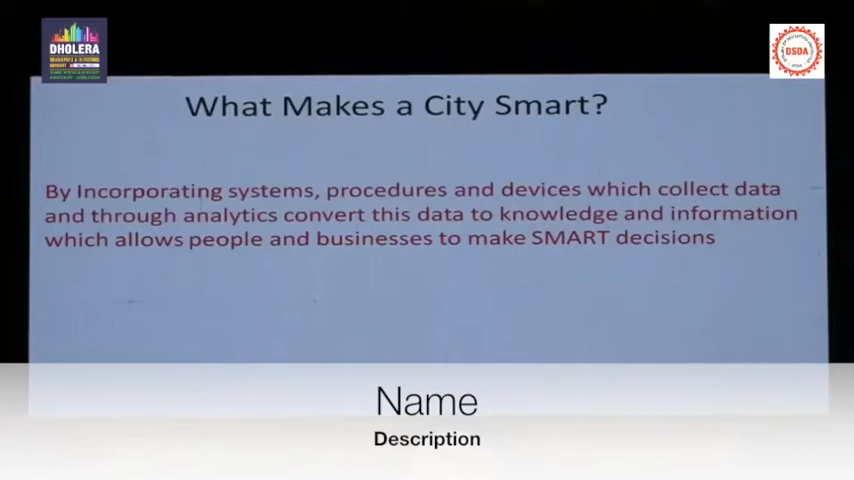 DHOLERA
DSDA
What Makes a City Smart?
By Incorporating systems, procedures and devices which collect data
and through analytics convert this data to knowledge and information
which allows people and businesses to make SMART decisions
Name
Description